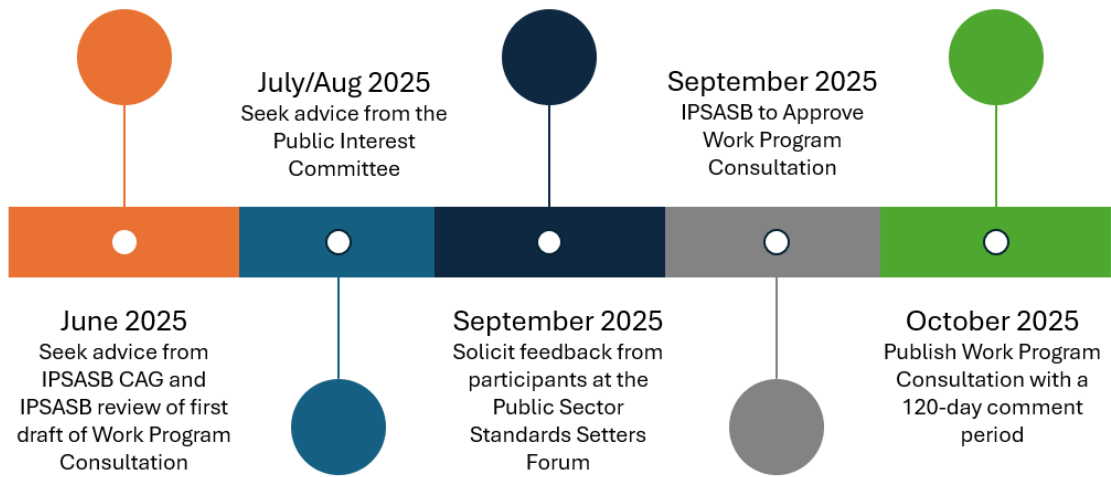 June 2025
Seek advice from
IPSASB CAG and
IPSASB review of first
draft of Work Program
Consultation
July/Aug 2025
Seek advice from the
Public Interest
Committee
September 2025
Solicit feedback from
participants at the
Public Sector
Standards Setters
Forum
September 2025
IPSASB to Approve
Work Program
Consultation
October 2025
Publish Work Program
Consultation with a
120-day comment
period